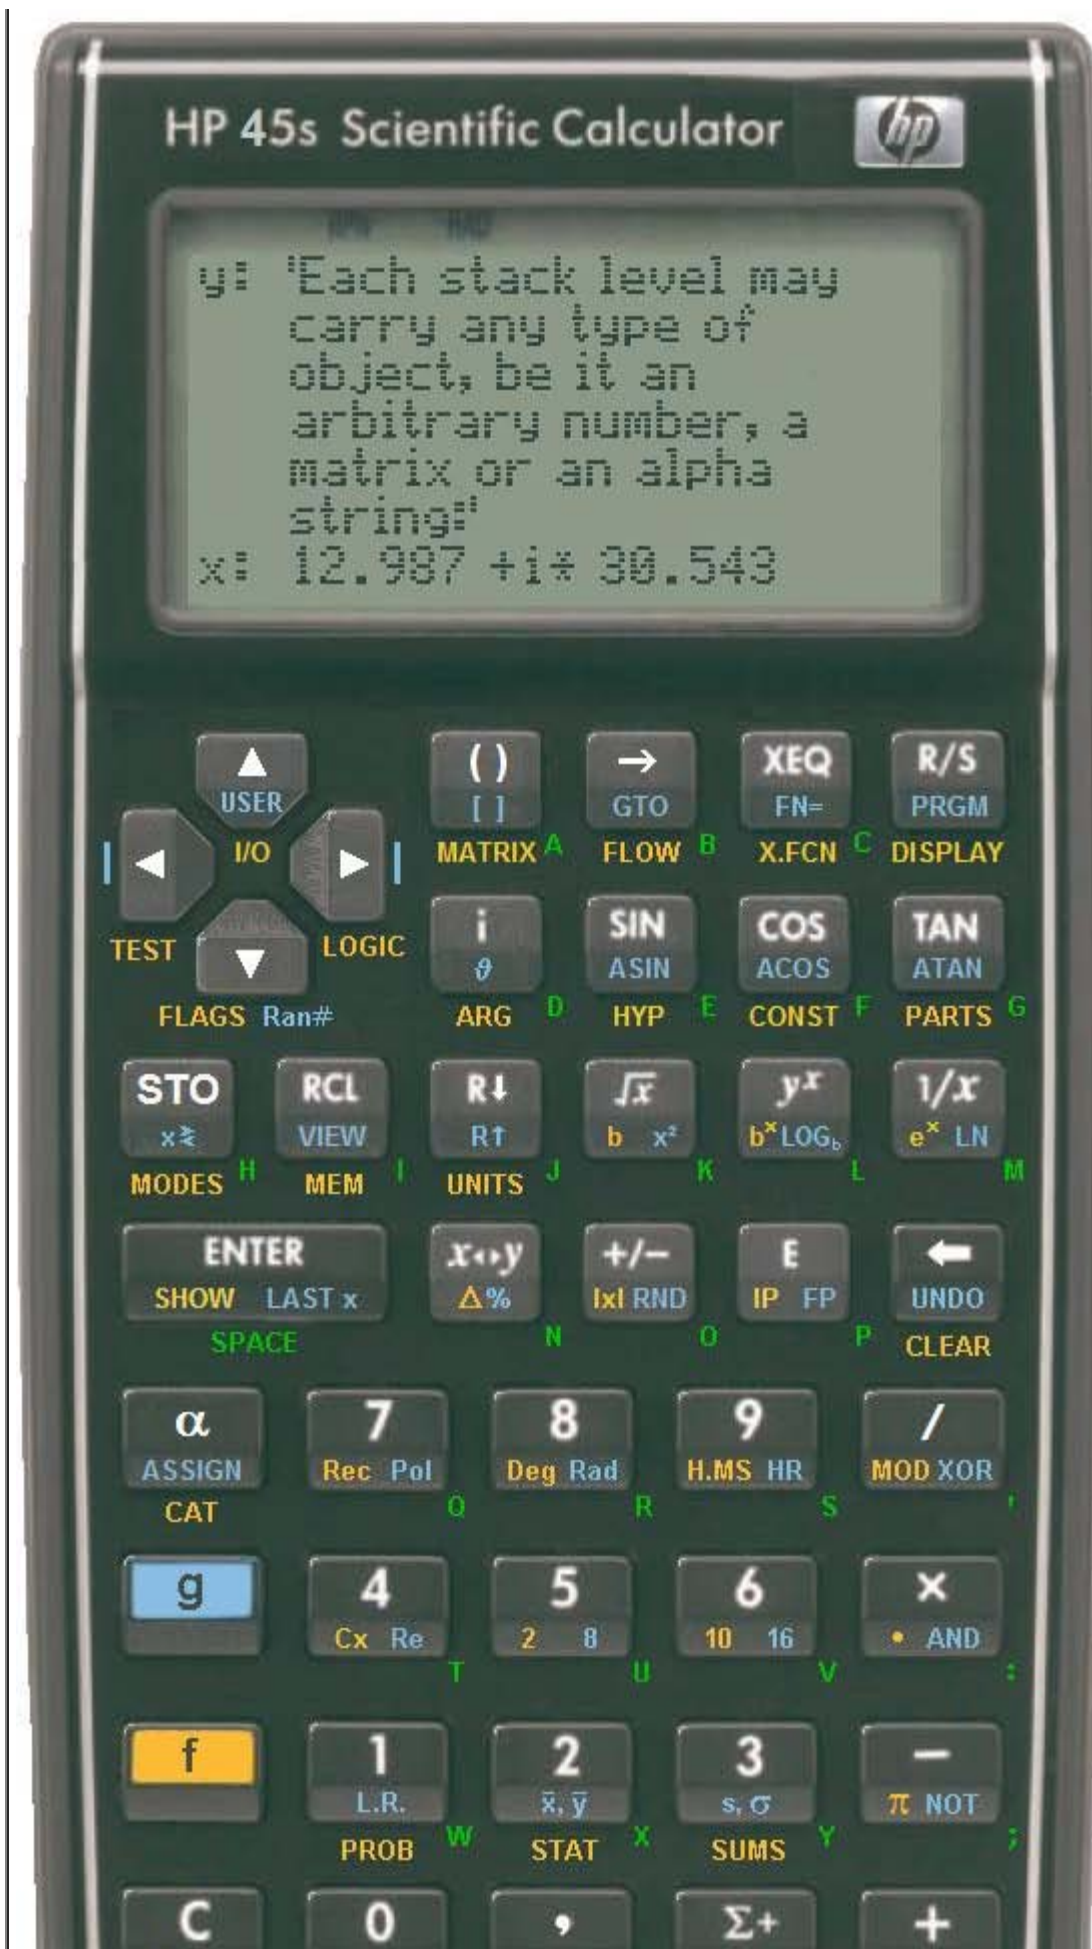 HP 45s Scientific Calculator hp
RPN RAD
y: 'Each stack level may
carry any type of
object, be it an
arbitrary number, a
matrix or an alpha
string:'
x: 12.987 +i* 30.543
▲ ( ) → XEQ R/S
USER [ ] GTO FN= PRGM
| ◄ I/O ► | MATRIX A FLOW B X.FCN C DISPLAY
i SIN COS TAN
TEST ▼ LOGIC ϑ ASIN ACOS ATAN
FLAGS Ran# ARG D HYP E CONST F PARTS G
STO RCL R↓ √x yˣ 1/x
x≷ VIEW R↑ b x² bˣ LOG_b eˣ LN
MODES H MEM I UNITS J K L M
ENTER x↔y +/− E ←
SHOW LAST x Δ% |x| RND IP FP UNDO
SPACE N O P CLEAR
α 7 8 9 /
ASSIGN Rec Pol Deg Rad H.MS HR MOD XOR
CAT Q R S '
g 4 5 6 ×
Cx Re 2 8 10 16 • AND
T U V :
f 1 2 3 −
L.R. x̄, ȳ s, σ π NOT
PROB W STAT X SUMS Y ;
C 0 , Σ+ +